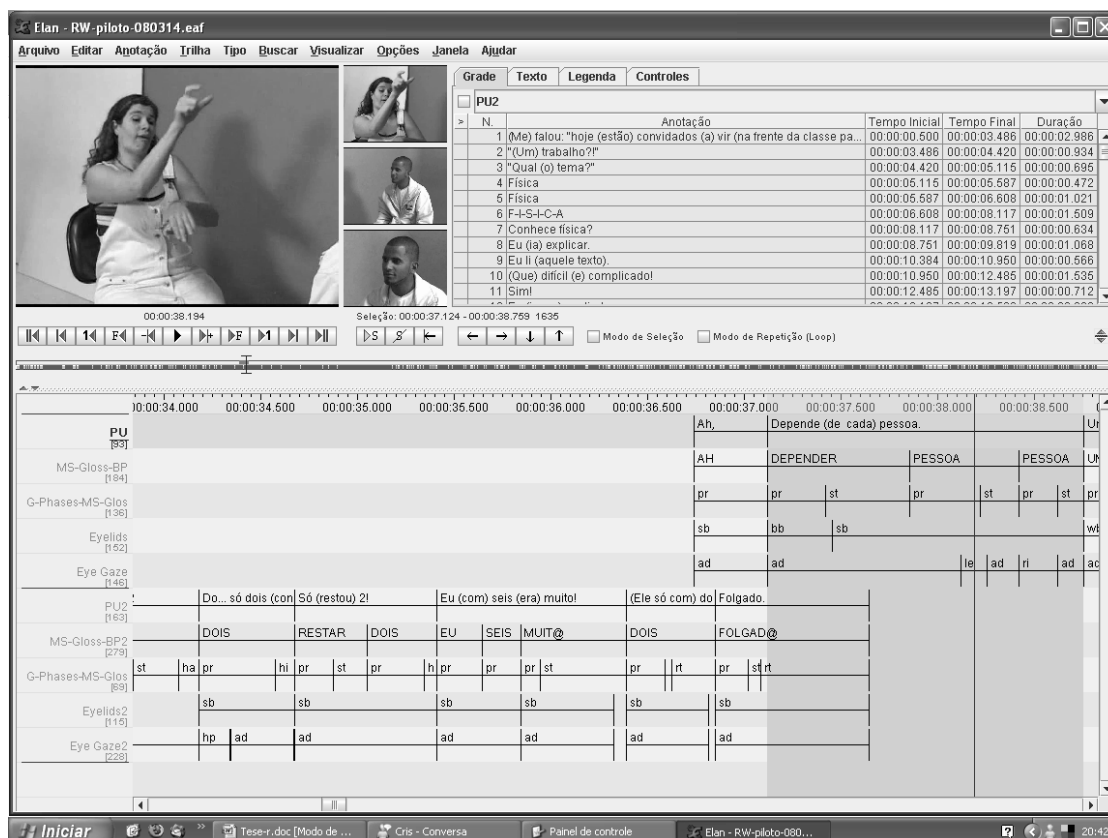 Elan - RW-piloto-080314.eaf
Arquivo Editar Anotação Trilha Tipo Buscar Visualizar Opções Janela Ajudar
Grade Texto Legenda Controles
PU2
> N. Anotação Tempo Inicial Tempo Final Duração
1 (Me) falou: "hoje (estão) convidados (a) vir (na frente da classe pa... 00:00:00.500 00:00:03.486 00:00:02.986
2 "(Um) trabalho?!" 00:00:03.486 00:00:04.420 00:00:00.934
3 "Qual (o) tema?" 00:00:04.420 00:00:05.115 00:00:00.695
4 Física 00:00:05.115 00:00:05.587 00:00:00.472
5 Física 00:00:05.587 00:00:06.608 00:00:01.021
6 F-Í-S-I-C-A 00:00:06.608 00:00:08.117 00:00:01.509
7 Conhece física? 00:00:08.117 00:00:08.751 00:00:00.634
8 Eu (ia) explicar. 00:00:08.751 00:00:09.819 00:00:01.068
9 Eu li (aquele texto). 00:00:10.384 00:00:10.950 00:00:00.566
10 (Que) difícil (e) complicado! 00:00:10.950 00:00:12.485 00:00:01.535
11 Sim! 00:00:12.485 00:00:13.197 00:00:00.712
00:00:38.194 Seleção: 00:00:37.124 - 00:00:38.759 1635
1 F F 1 S S Modo de Seleção Modo de Repetição (Loop)
00:00:34.000 00:00:34.500 00:00:35.000 00:00:35.500 00:00:36.000 00:00:36.500 00:00:37.000 00:00:37.500 00:00:38.000 00:00:38.500
PU [93] Ah, Depende (de cada) pessoa.
MS-Gloss-BP [184] AH DEPENDER PESSOA PESSOA
G-Phases-MS-Glos [136] pr pr st pr st pr st pr
Eyelids [152] sb bb sb
Eye Gaze [146] ad ad le ad ri ad
PU2 [163] Do... só dois (con Só (restou) 2! Eu (com) seis (era) muito! (Ele só com) do Folgado.
MS-Gloss-BP2 [279] DOIS RESTAR DOIS EU SEIS MUIT@ DOIS FOLGAD@
G-Phases-MS-Glos [69] st ha pr hi pr st pr h pr pr pr st pr rt pr st rt
Eyelids2 [115] sb sb sb sb sb sb
Eye Gaze2 [228] hp ad ad ad ad ad ad
Iniciar Tese-r.doc [Modo de ... Cris - Conversa Painel de controle Elan - RW-piloto-080... 20:42